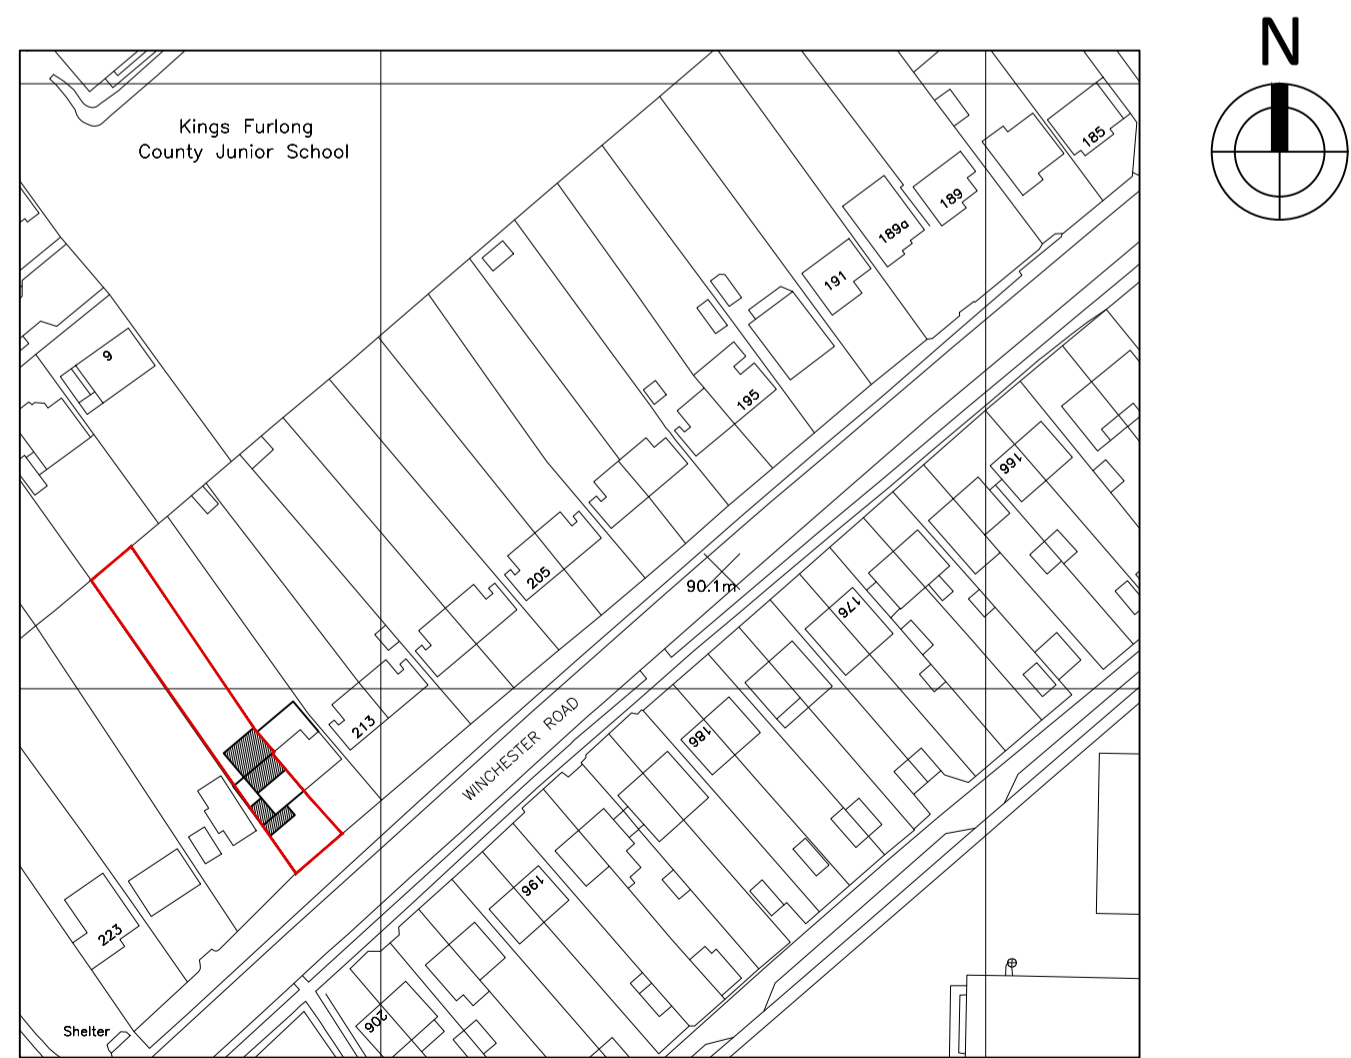 N
Kings Furlong
County Junior School
185
189
189a
191
9
195
166
205
90.1m
176
213
WINCHESTER ROAD
186
196
223
206
Shelter